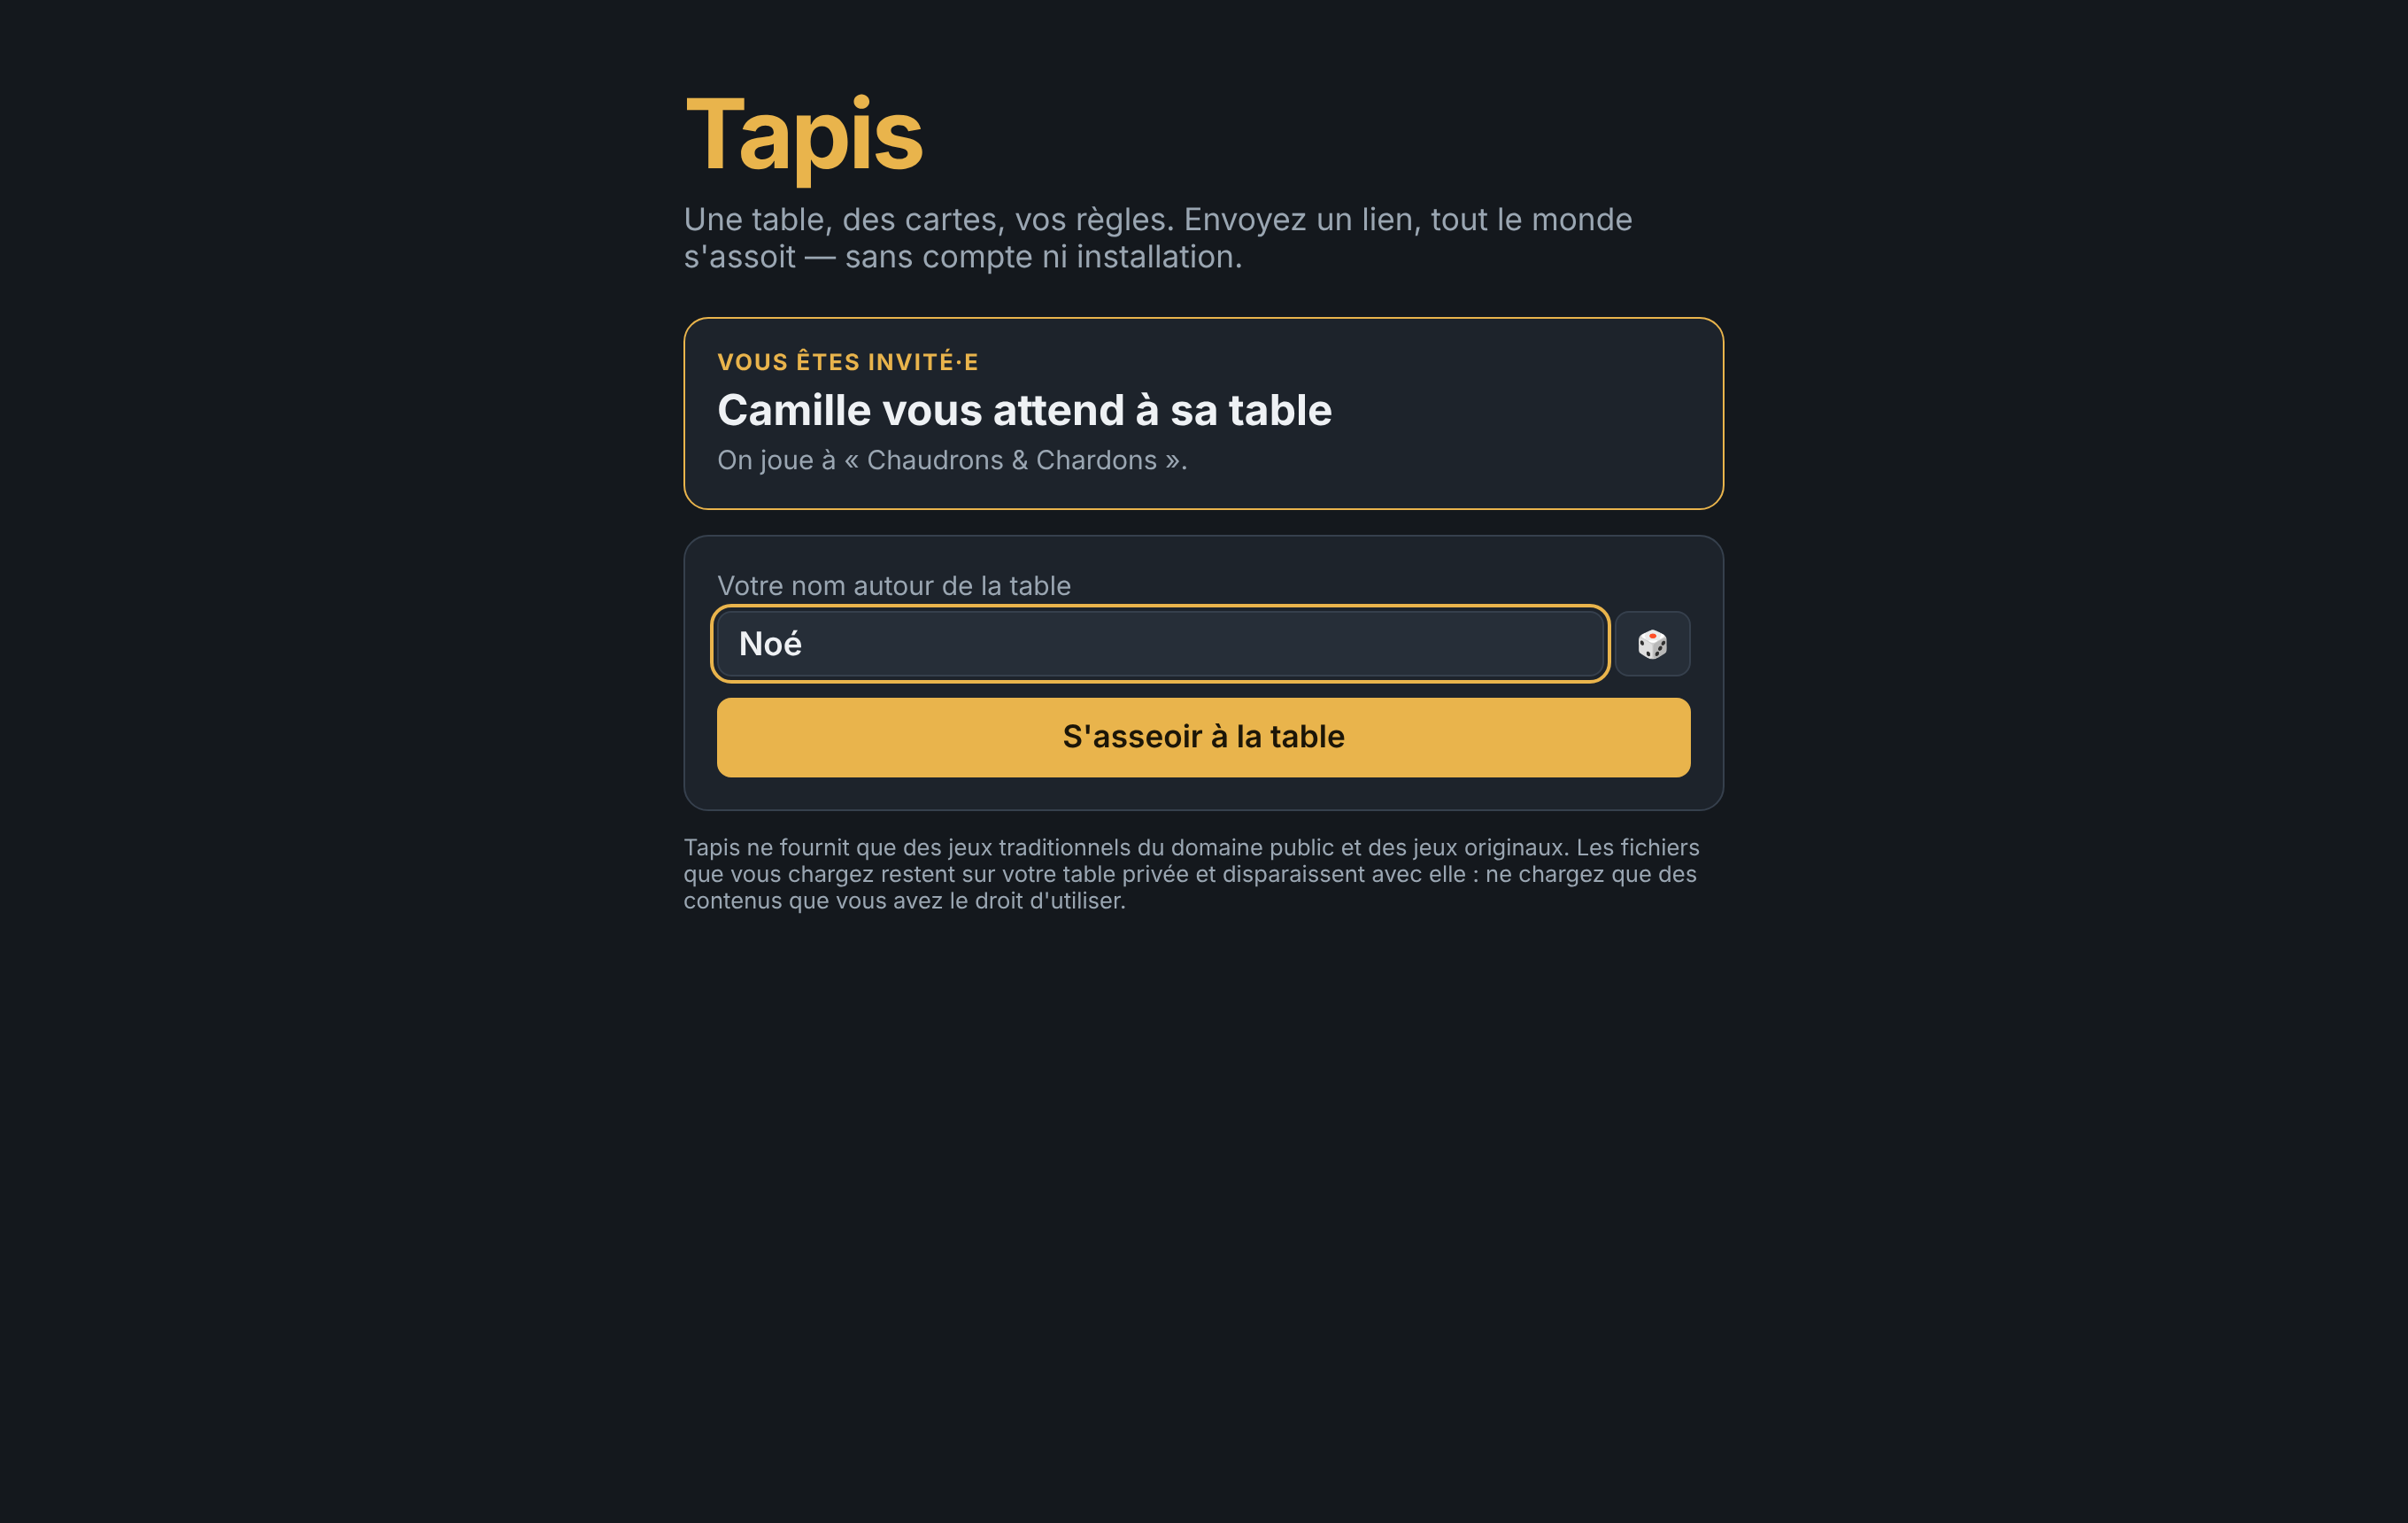 Tapis
Une table, des cartes, vos règles. Envoyez un lien, tout le monde
s'assoit — sans compte ni installation.
VOUS ÊTES INVITÉ·E
Camille vous attend à sa table
On joue à « Chaudrons & Chardons ».
Votre nom autour de la table
Noé
S'asseoir à la table
Tapis ne fournit que des jeux traditionnels du domaine public et des jeux originaux. Les fichiers
que vous chargez restent sur votre table privée et disparaissent avec elle : ne chargez que des
contenus que vous avez le droit d'utiliser.